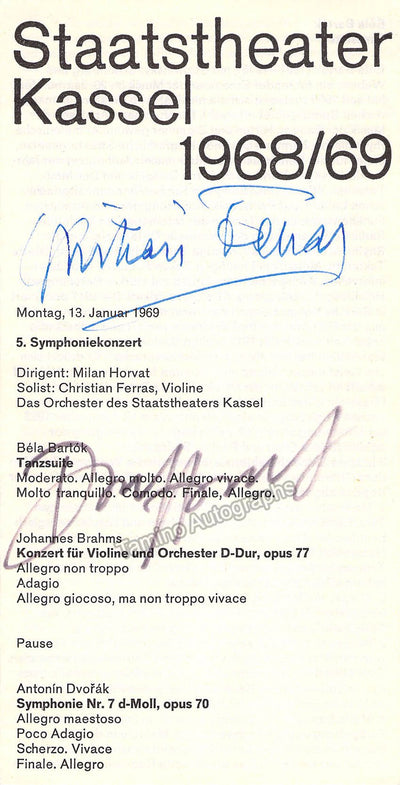 Staatstheater
Kassel
1968/69
Christian Ferras
Montag, 13. Januar 1969
5. Symphoniekonzert
Dirigent: Milan Horvat
Solist: Christian Ferras, Violine
Das Orchester des Staatstheaters Kassel
Béla Bartók
Tanzsuite
Moderato. Allegro molto. Allegro vivace.
Molto tranquillo. Comodo. Finale, Allegro.
Tamino Autographs
Johannes Brahms
Konzert für Violine und Orchester D-Dur, opus 77
Allegro non troppo
Adagio
Allegro giocoso, ma non troppo vivace
Pause
Antonín Dvořák
Symphonie Nr. 7 d-Moll, opus 70
Allegro maestoso
Poco Adagio
Scherzo. Vivace
Finale. Allegro